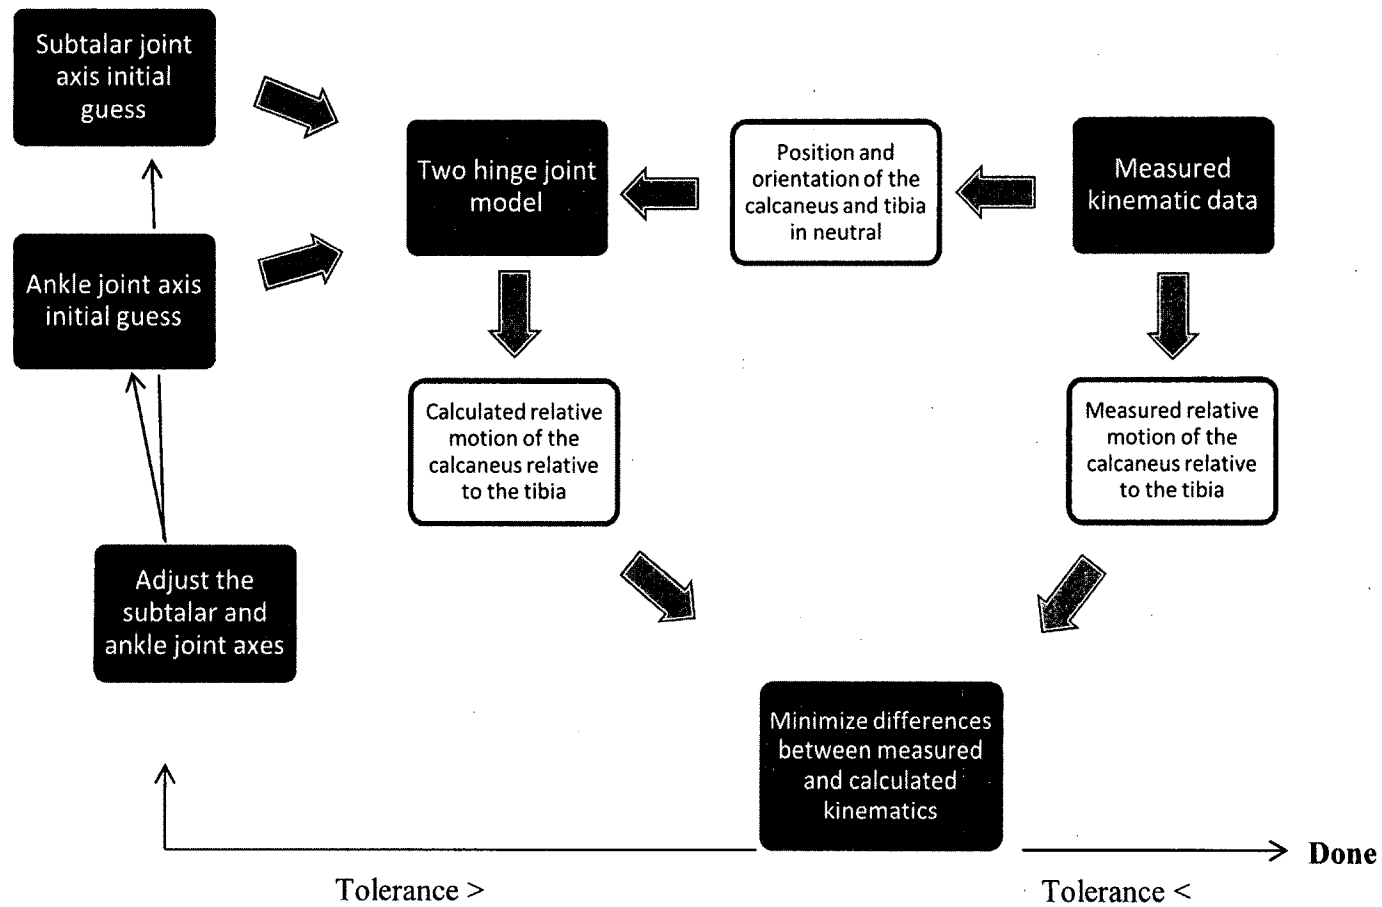 Subtalar joint
axis initial
guess
Ankle joint axis
initial guess
Adjust the
subtalar and
ankle joint axes
Two hinge joint
model
Position and
orientation of the
calcaneus and tibia
in neutral
Measured
kinematic data
Calculated relative
motion of the
calcaneus relative
to the tibia
Measured relative
motion of the
calcaneus relative
to the tibia
Minimize differences
between measured
and calculated
kinematics
Done
Tolerance >
Tolerance <